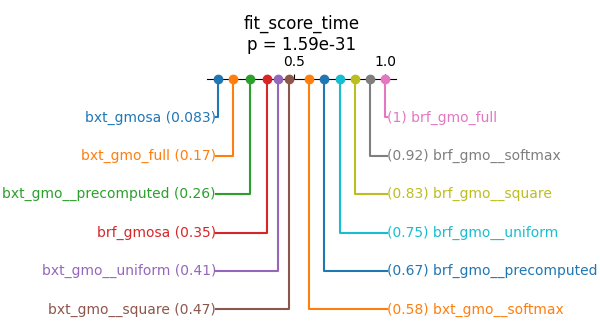 fit_score_time
p = 1.59e-31
0.5 1.0
bxt_gmosa (0.083) (1) brf_gmo_full
bxt_gmo_full (0.17) (0.92) brf_gmo__softmax
bxt_gmo__precomputed (0.26) (0.83) brf_gmo__square
brf_gmosa (0.35) (0.75) brf_gmo__uniform
bxt_gmo__uniform (0.41) (0.67) brf_gmo__precomputed
bxt_gmo__square (0.47) (0.58) bxt_gmo__softmax